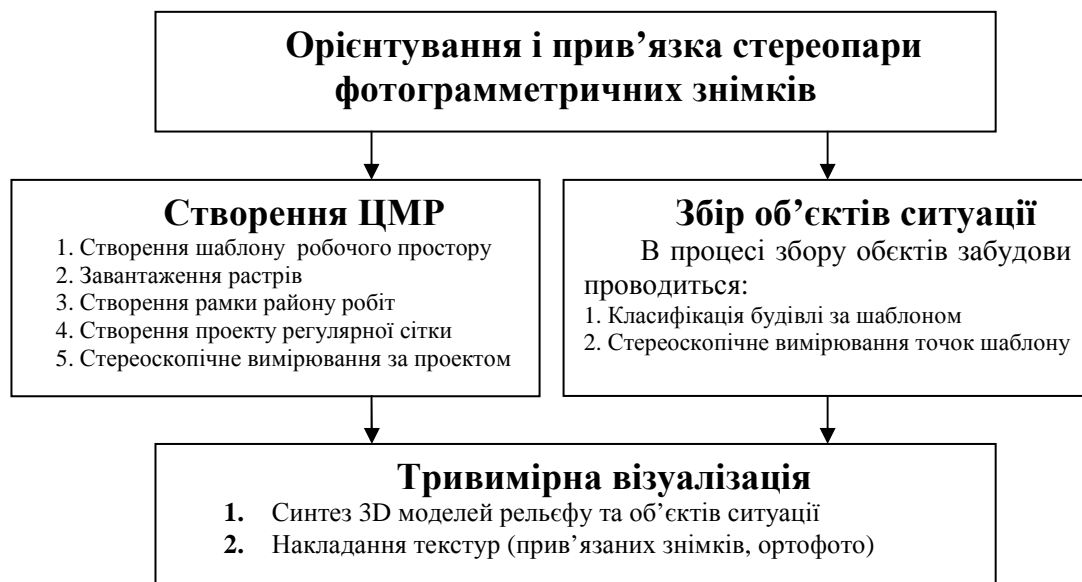 Орієнтування і прив’язка стереопари
фотограмметричних знімків
Створення ЦМР
1. Створення шаблону робочого простору
2. Завантаження растрів
3. Створення рамки району робіт
4. Створення проекту регулярної сітки
5. Стереоскопічне вимірювання за проектом
Збір об’єктів ситуації
В процесі збору обєктів забудови
проводиться:
1. Класифікація будівлі за шаблоном
2. Стереоскопічне вимірювання точок шаблону
Тривимірна візуалізація
1. Синтез 3D моделей рельєфу та об’єктів ситуації
2. Накладання текстур (прив’язаних знімків, ортофото)